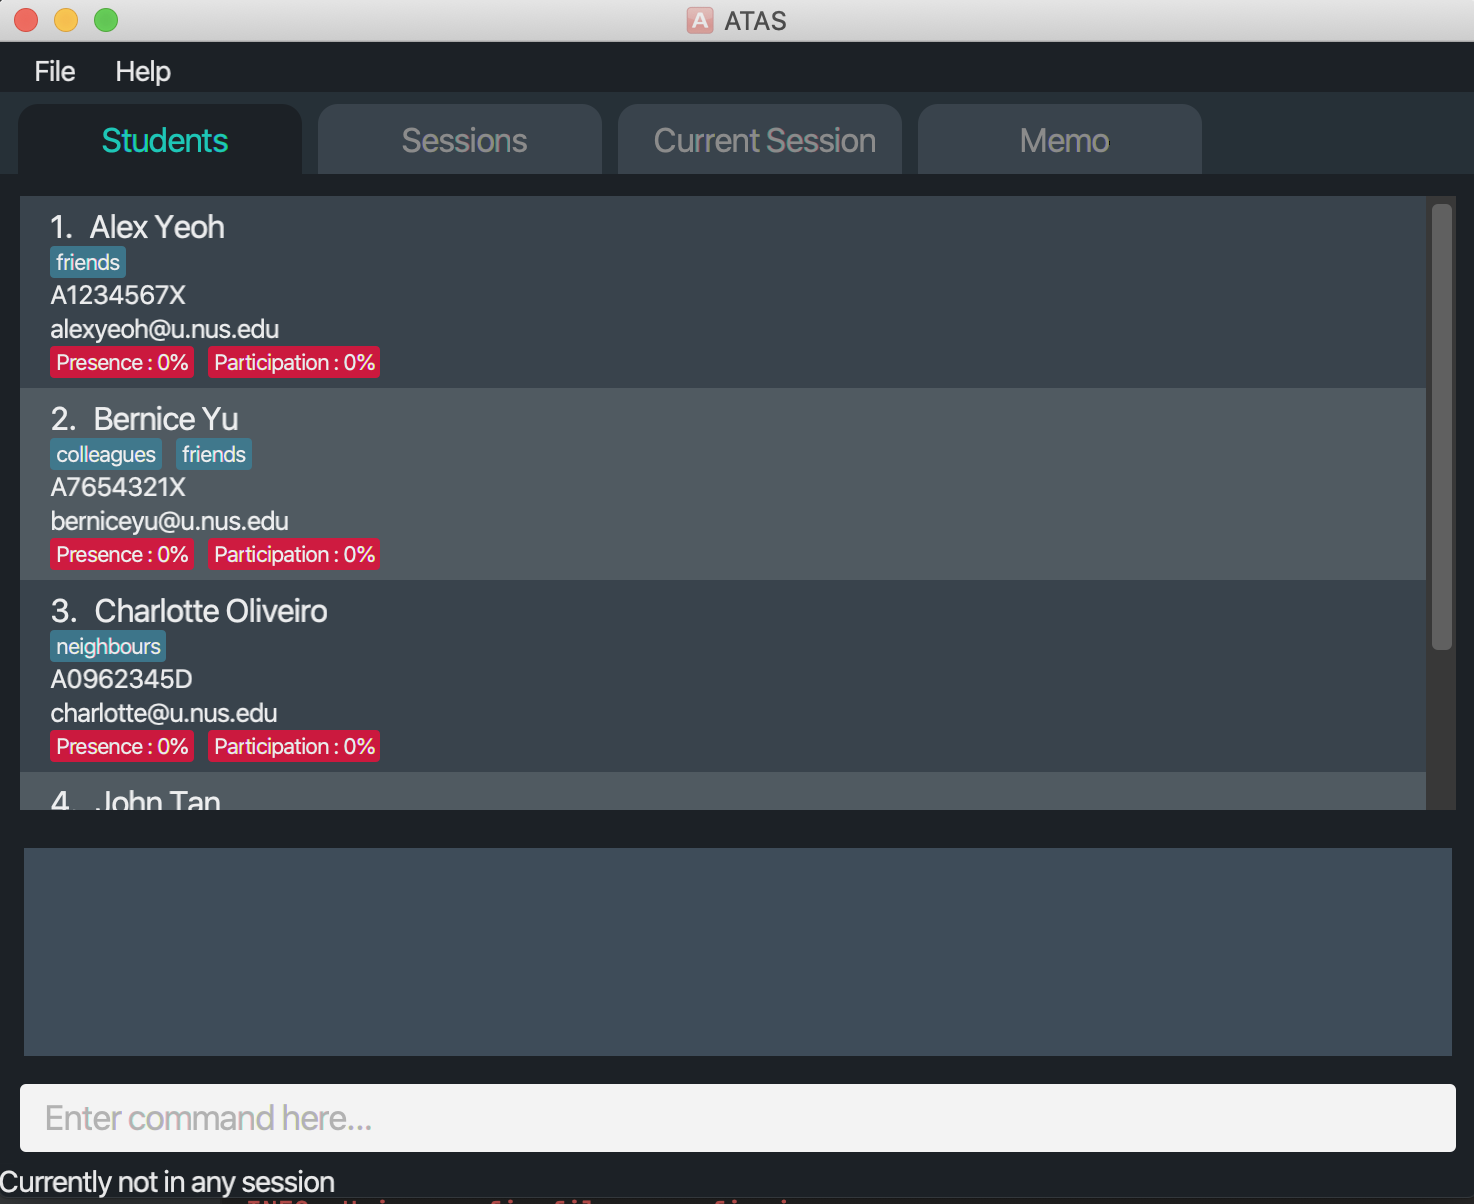 A ATAS
File Help
Students Sessions Current Session Memo
1. Alex Yeoh
friends
A1234567X
alexyeoh@u.nus.edu
Presence : 0% Participation : 0%
2. Bernice Yu
colleagues friends
A7654321X
berniceyu@u.nus.edu
Presence : 0% Participation : 0%
3. Charlotte Oliveiro
neighbours
A0962345D
charlotte@u.nus.edu
Presence : 0% Participation : 0%
4. John Tan
Enter command here...
Currently not in any session